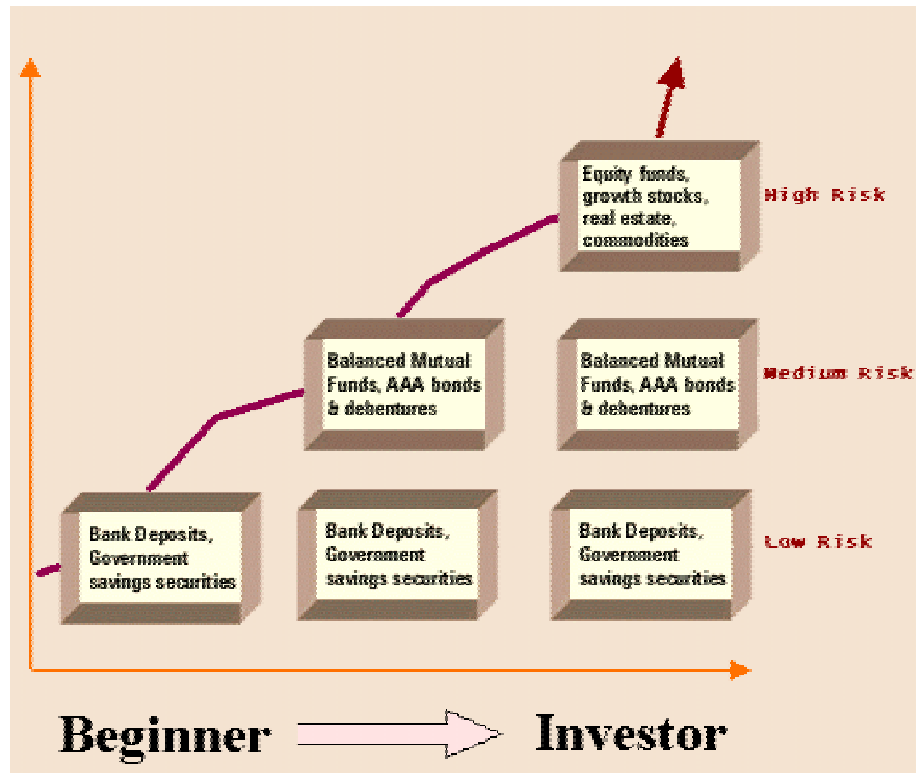 Equity funds,
growth stocks,
real estate,
commodities
High Risk
Balanced Mutual
Funds, AAA bonds
& debentures
Balanced Mutual
Funds, AAA bonds
& debentures
Medium Risk
Bank Deposits,
Government
savings securities
Bank Deposits,
Government
savings securities
Bank Deposits,
Government
savings securities
Low Risk
Beginner
Investor